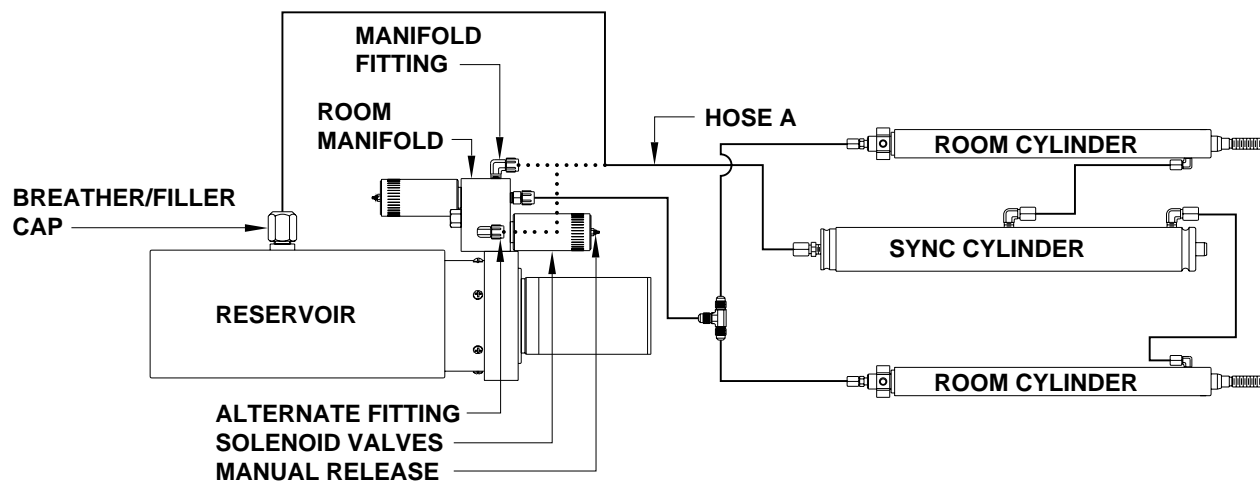 MANIFOLD
FITTING
ROOM
MANIFOLD
HOSE A
ROOM CYLINDER
BREATHER/FILLER
CAP
SYNC CYLINDER
RESERVOIR
ROOM CYLINDER
ALTERNATE FITTING
SOLENOID VALVES
MANUAL RELEASE